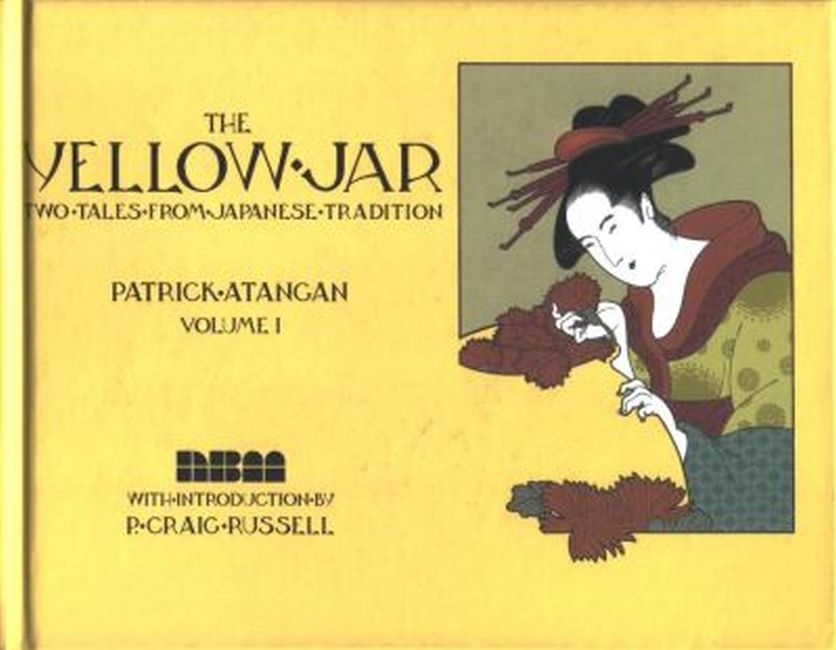 THE
YELLOW·JAR
TWO·TALES·FROM·JAPANESE·TRADITION
PATRICK·ATANGAN
VOLUME I
NBM
WITH·INTRODUCTION·BY
P.·CRAIG·RUSSELL